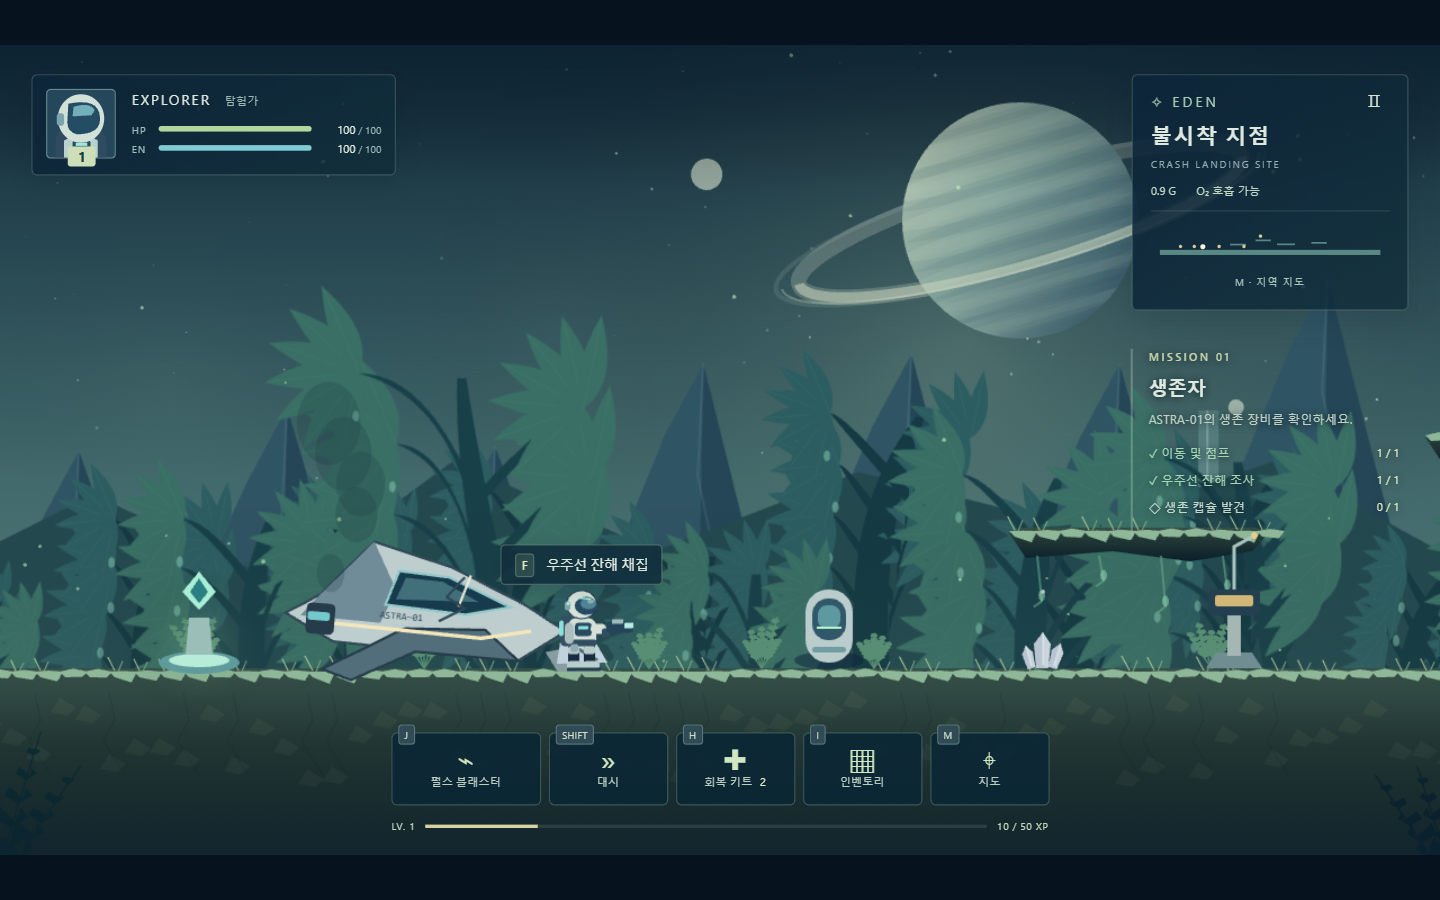 EXPLORER 탐험가
HP 100 / 100
EN 100 / 100
1
EDEN
불시착 지점
CRASH LANDING SITE
0.9 G O₂ 호흡 가능
M · 지역 지도
MISSION 01
생존자
ASTRA-01의 생존 장비를 확인하세요.
✓ 이동 및 점프 1 / 1
✓ 우주선 잔해 조사 1 / 1
◇ 생존 캡슐 발견 0 / 1
F 우주선 잔해 채집
ASTRA-01
J
펄스 블래스터
SHIFT
대시
H
회복 키트 2
I
인벤토리
M
지도
LV. 1 10 / 50 XP